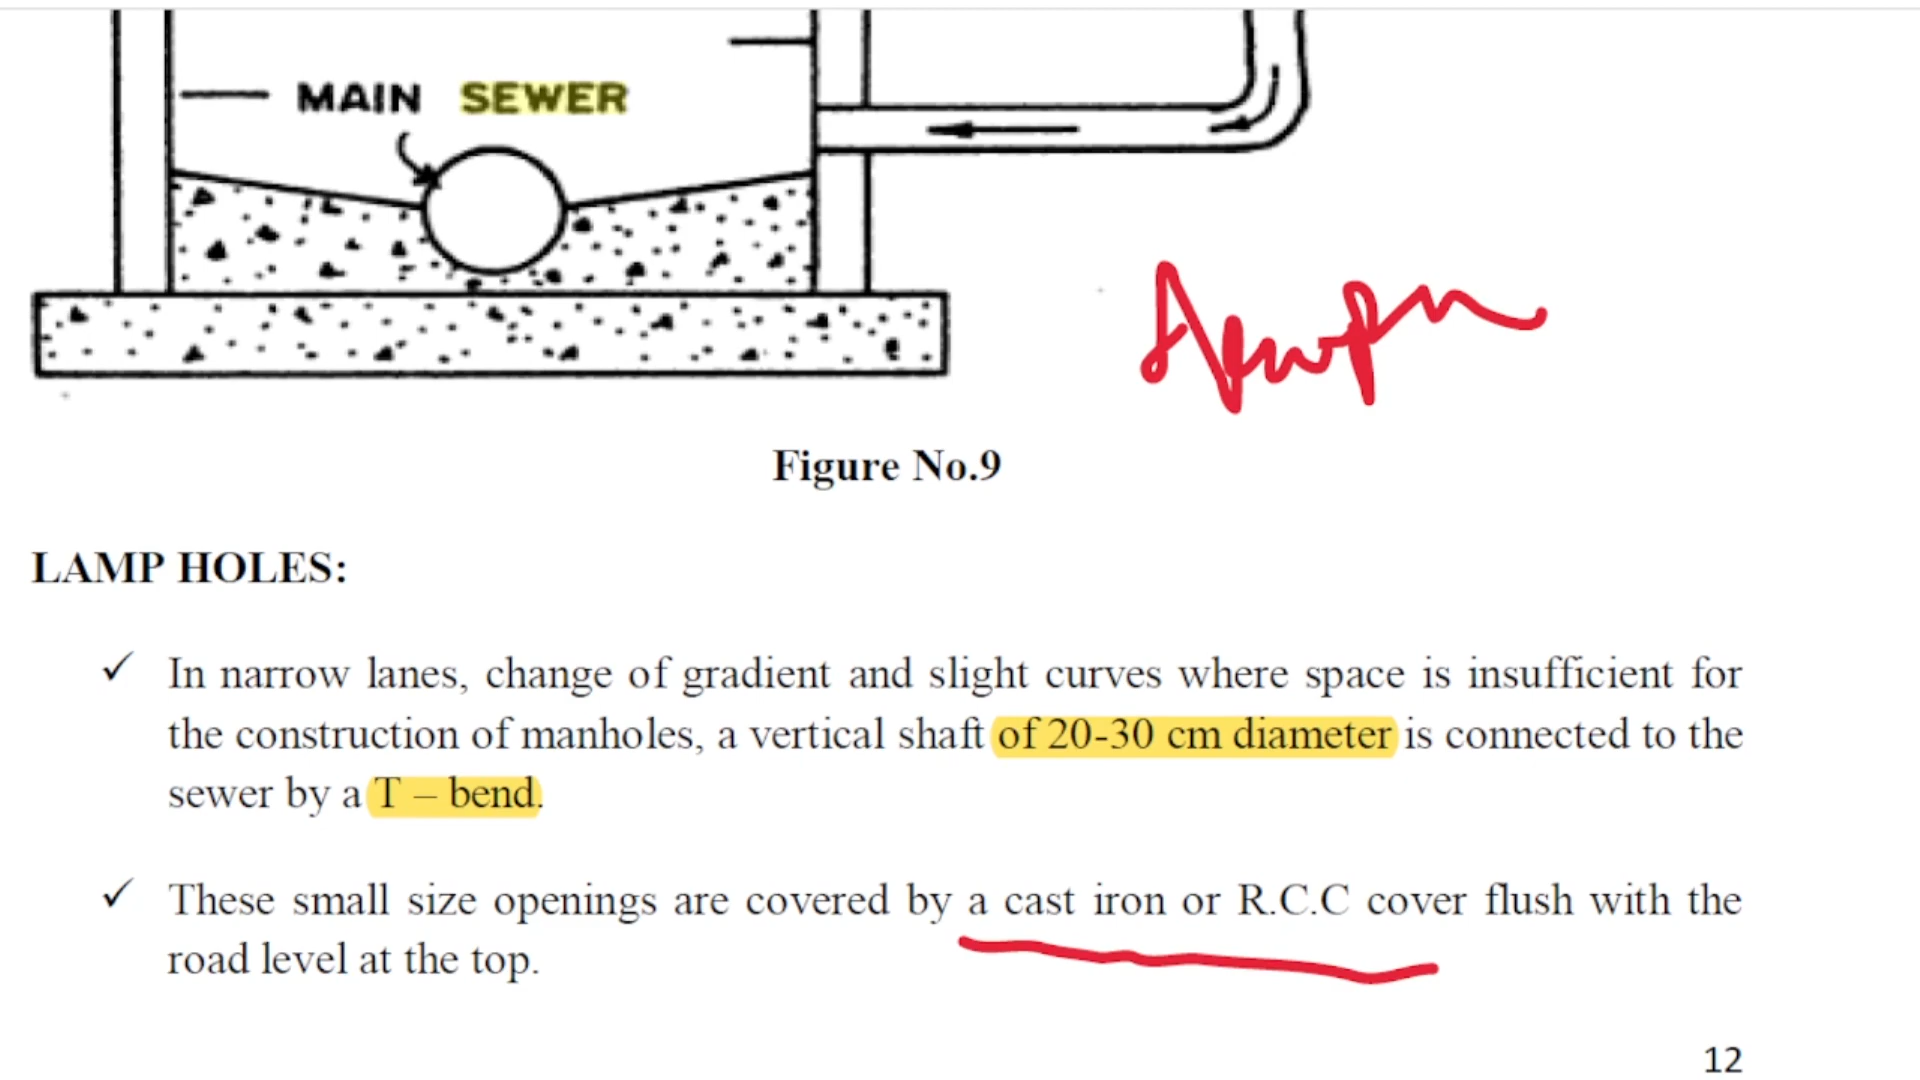 MAIN SEWER
Figure No.9
LAMP HOLES:
✓ In narrow lanes, change of gradient and slight curves where space is insufficient for
the construction of manholes, a vertical shaft of 20-30 cm diameter is connected to the
sewer by a T – bend.
✓ These small size openings are covered by a cast iron or R.C.C cover flush with the
road level at the top.
12